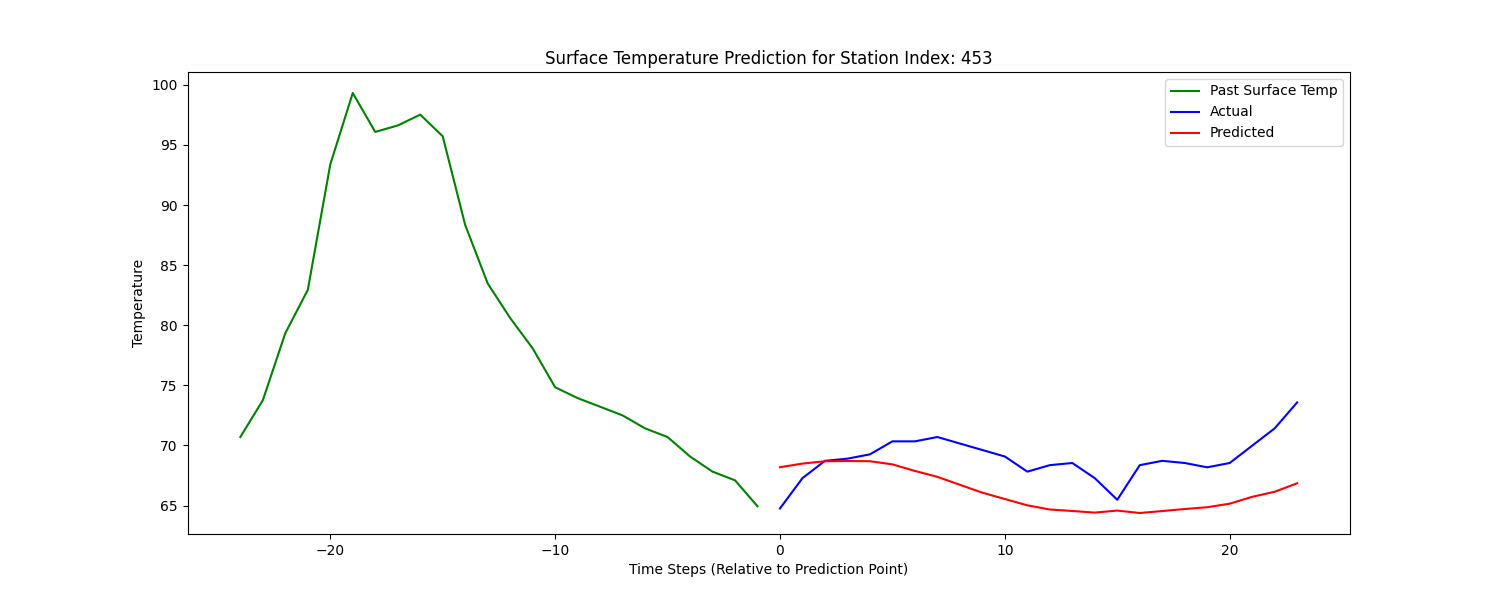 Surface Temperature Prediction for Station Index: 453
Past Surface Temp
Actual
Predicted
Temperature
100
95
90
85
80
75
70
65
−20
−10
0
10
20
Time Steps (Relative to Prediction Point)